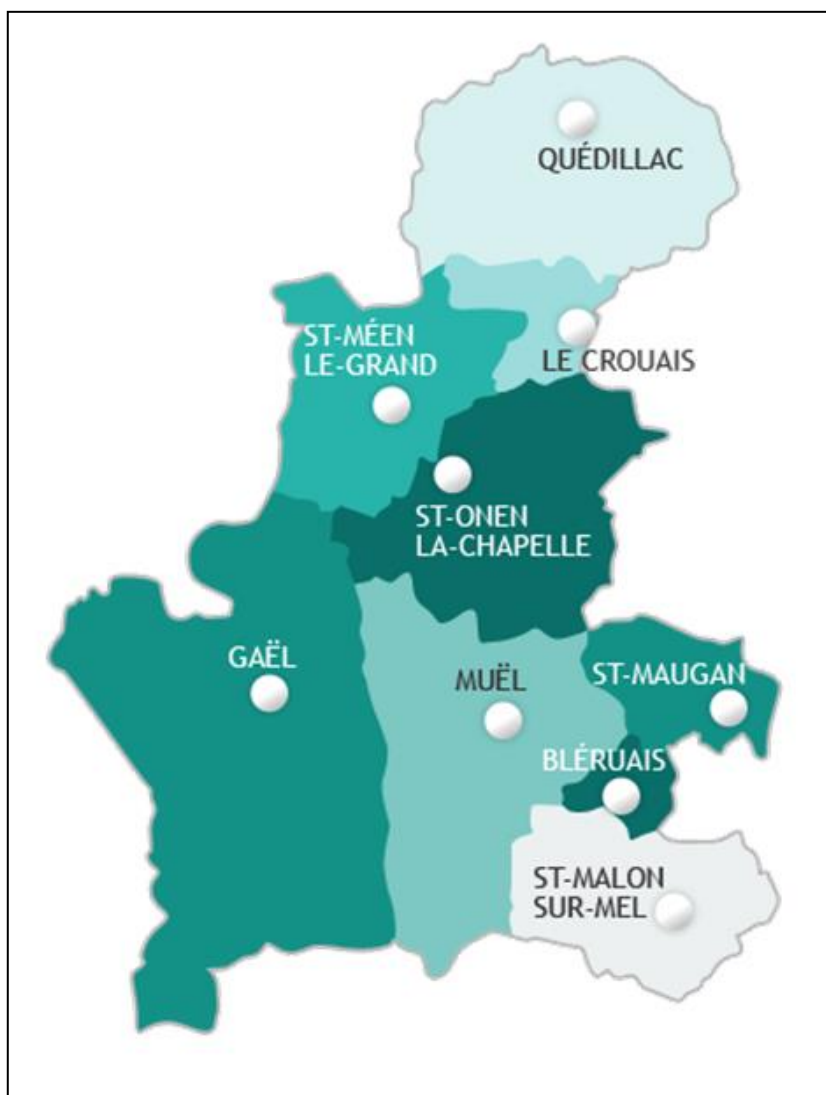 QUÉDILLAC
ST-MÉEN
LE-GRAND
LE CROUAIS
ST-ONEN
LA-CHAPELLE
GAËL
MUËL
ST-MAUGAN
BLÉRUAIS
ST-MALON
SUR-MEL